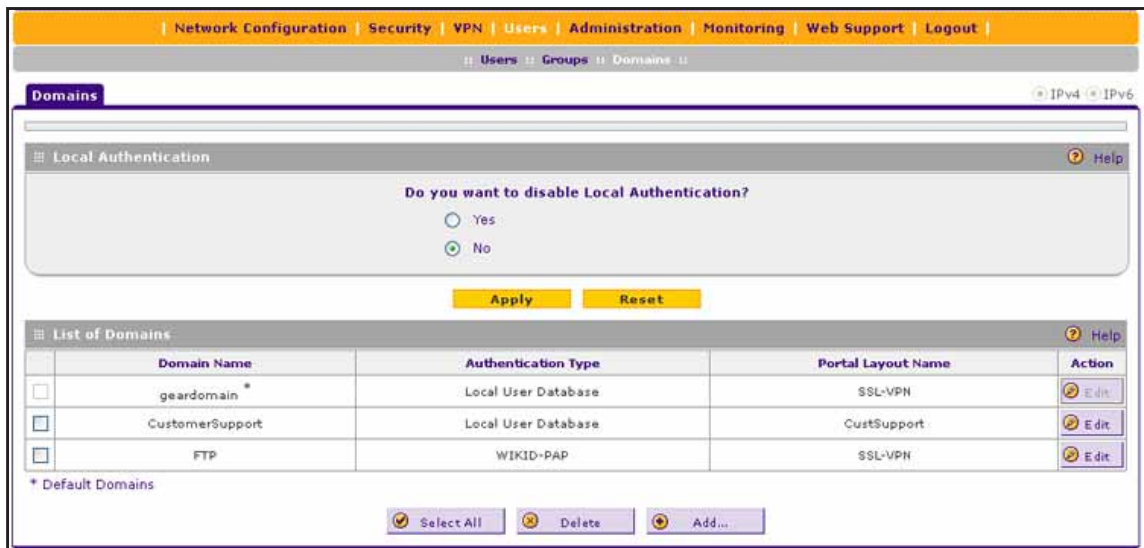 | Network Configuration | Security | VPN | Users | Administration | Monitoring | Web Support | Logout |
:: Users :: Groups :: Domains ::
Domains IPv4 IPv6
Local Authentication Help
Do you want to disable Local Authentication?
Yes
No
Apply Reset
List of Domains Help
Domain Name Authentication Type Portal Layout Name Action
geardomain * Local User Database SSL-VPN Edit
CustomerSupport Local User Database CustSupport Edit
FTP WIKID-PAP SSL-VPN Edit
* Default Domains
Select All Delete Add...